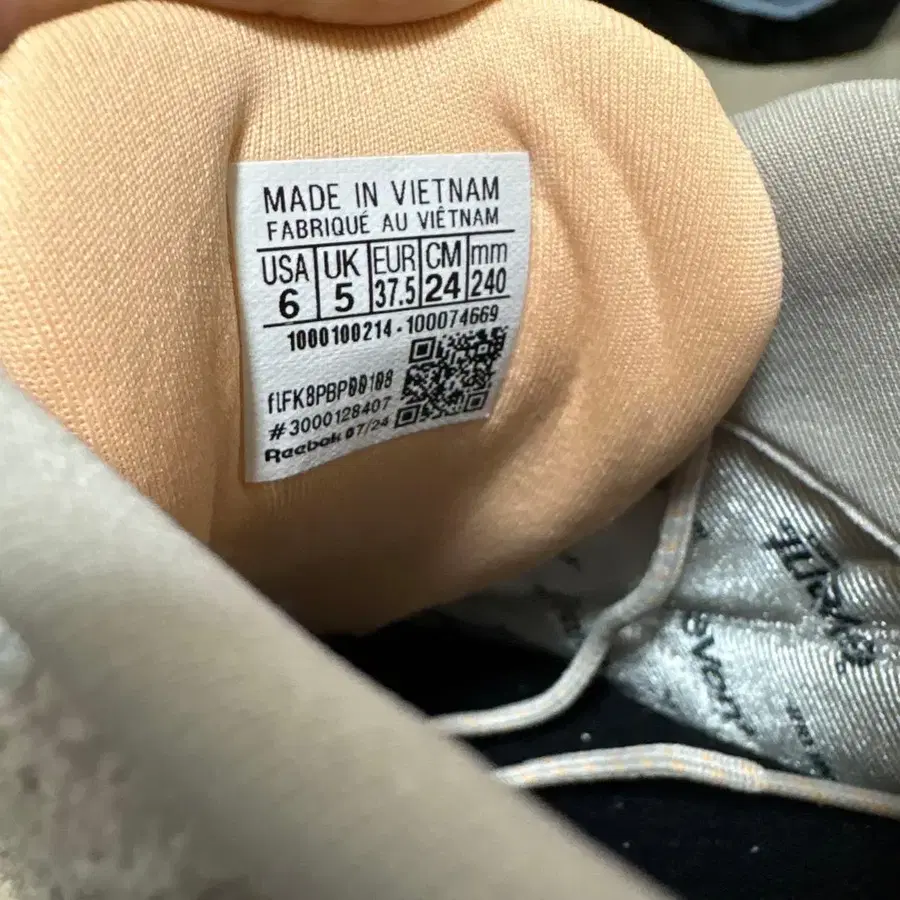 MADE IN VIETNAM
FABRIQUÉ AU VIÊTNAM
USA UK EUR CM mm
6 5 37.5 24 240
1000100214-100074669
#3000128407
Reebok 07/24